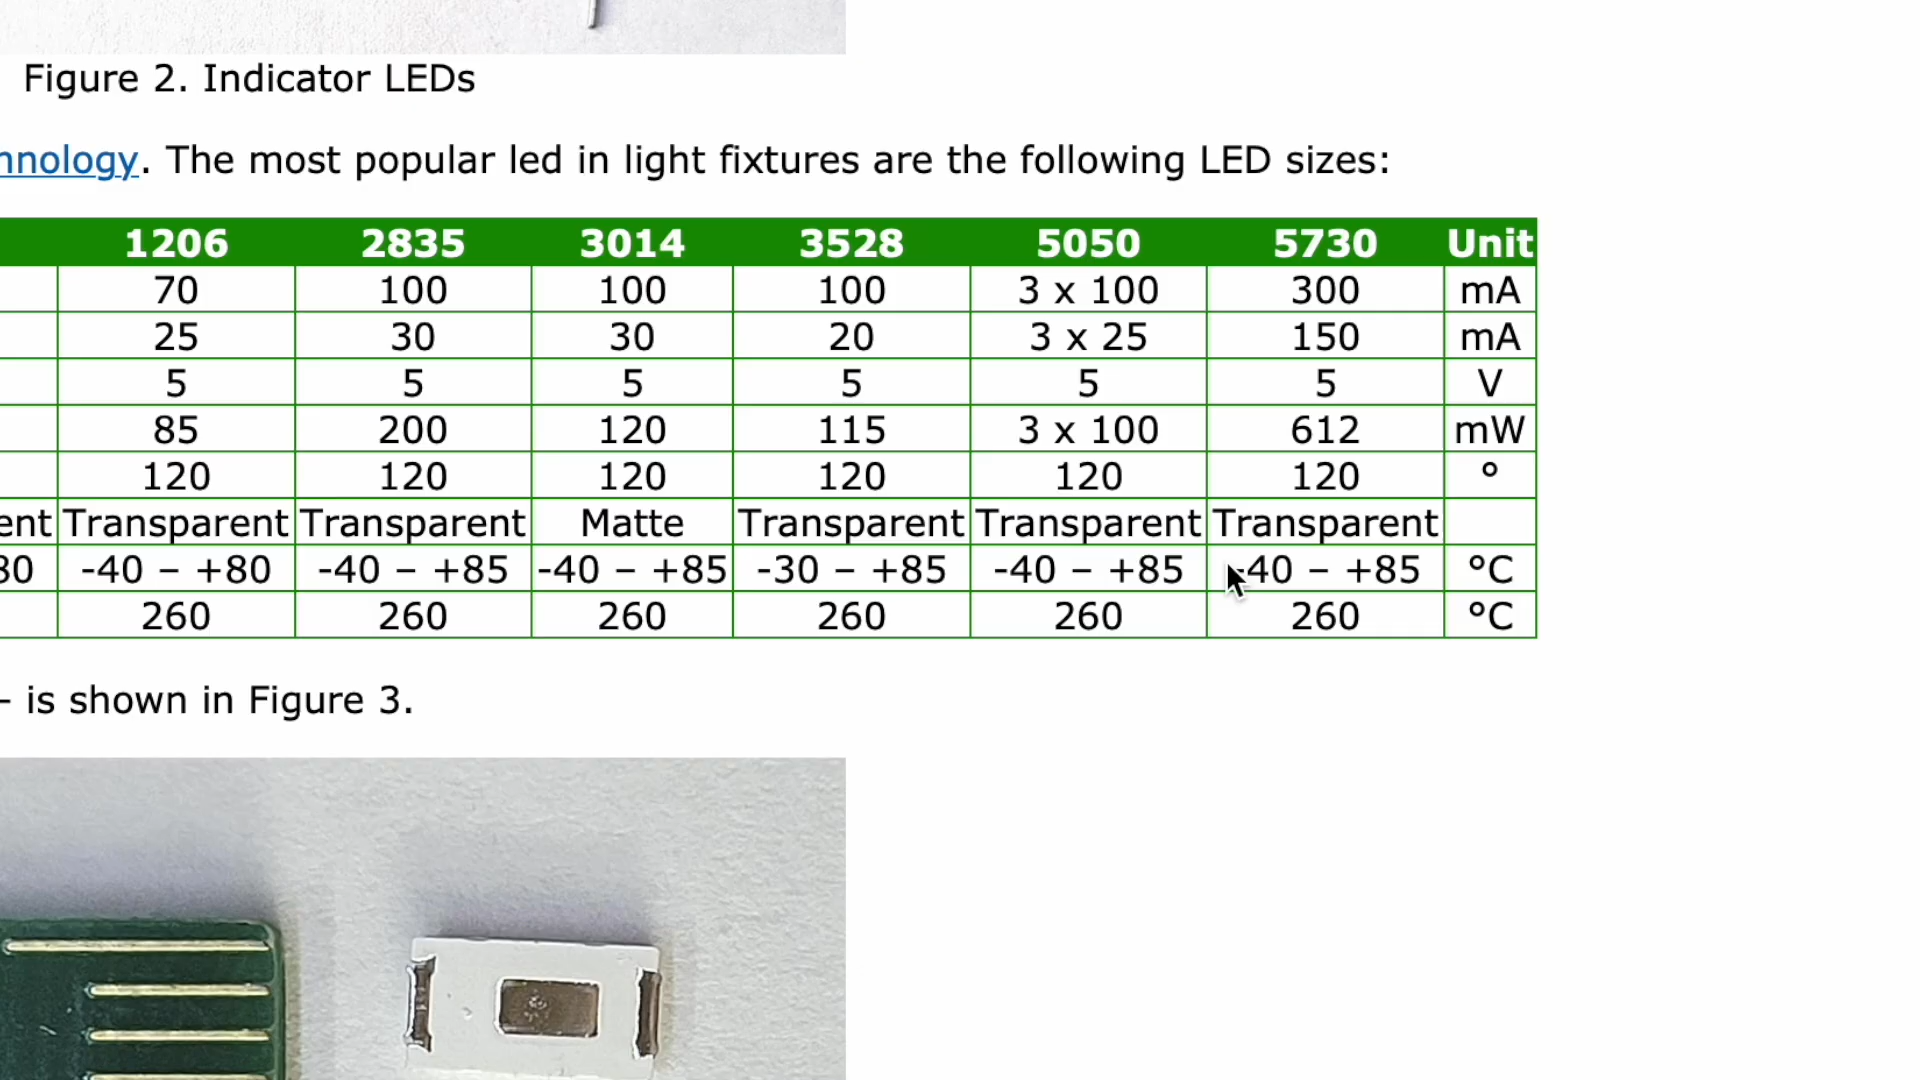 Figure 2. Indicator LEDs
hnology. The most popular led in light fixtures are the following LED sizes:
1206 2835 3014 3528 5050 5730 Unit
70 100 100 100 3 x 100 300 mA
25 30 30 20 3 x 25 150 mA
5 5 5 5 5 5 V
85 200 120 115 3 x 100 612 mW
120 120 120 120 120 120 °
ent Transparent Transparent Matte Transparent Transparent Transparent
80 -40 – +80 -40 – +85 -40 – +85 -30 – +85 -40 – +85 -40 – +85 °C
260 260 260 260 260 260 °C
– is shown in Figure 3.